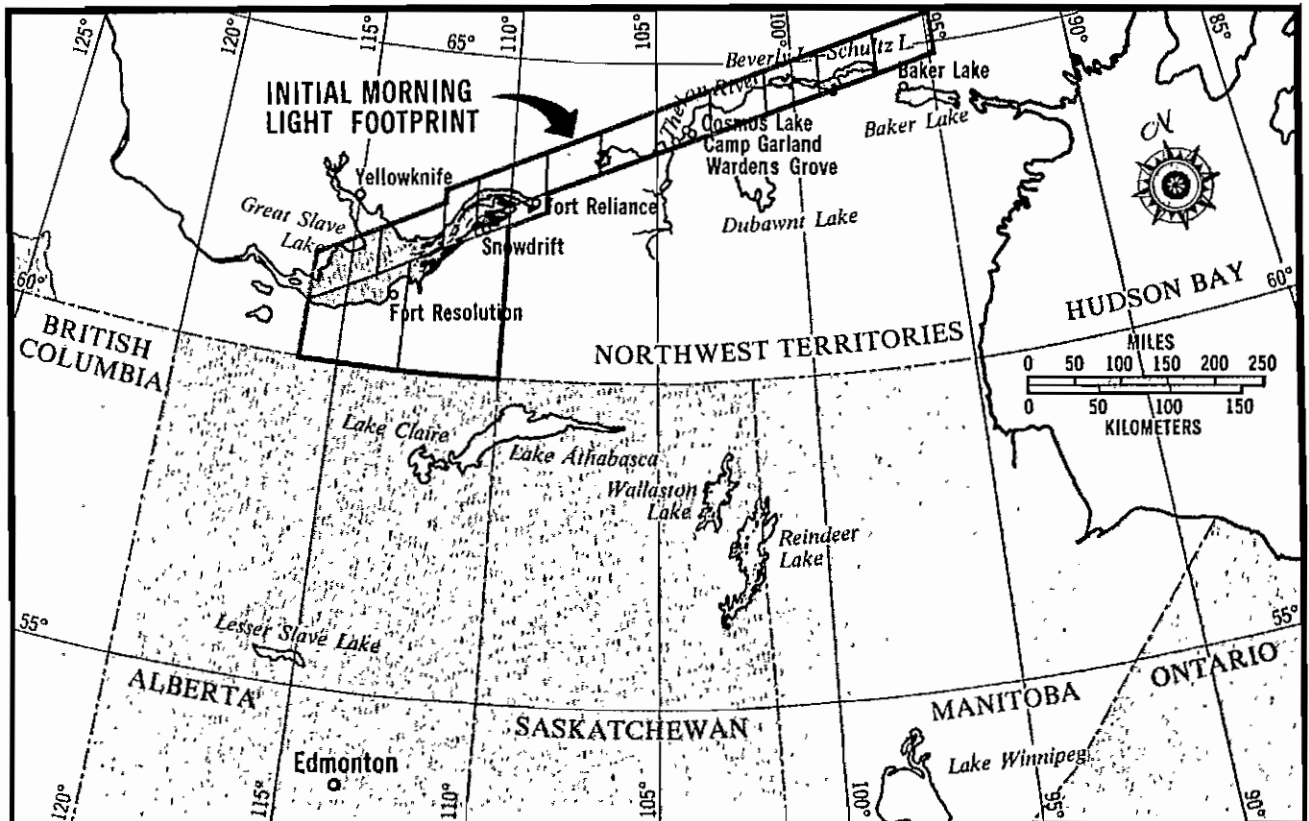 125°
120°
115°
65°
110°
105°
100°
95°
90°
85°
INITIAL MORNING
LIGHT FOOTPRINT
Beverly L.-Schultz L.
Thelon River
Baker Lake
Baker Lake
Cosmos Lake
Camp Garland
Wardens Grove
Dubawnt Lake
N
Yellowknife
Great Slave
Lake
Fort Reliance
Snowdrift
Fort Resolution
60°
60°
BRITISH
COLUMBIA
NORTHWEST TERRITORIES
HUDSON BAY
MILES
0 50 100 150 200 250
0 50 100 150
KILOMETERS
Lake Claire
Lake Athabasca
Wallaston
Lake
Reindeer
Lake
55°
55°
Lesser Slave Lake
ALBERTA
SASKATCHEWAN
MANITOBA
ONTARIO
Edmonton
Lake Winnipeg
120°
115°
110°
105°
100°
95°
90°